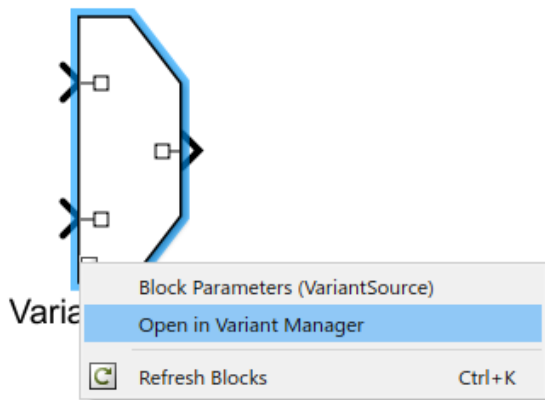 Varia
Block Parameters (VariantSource)
Open in Variant Manager
Refresh Blocks Ctrl+K